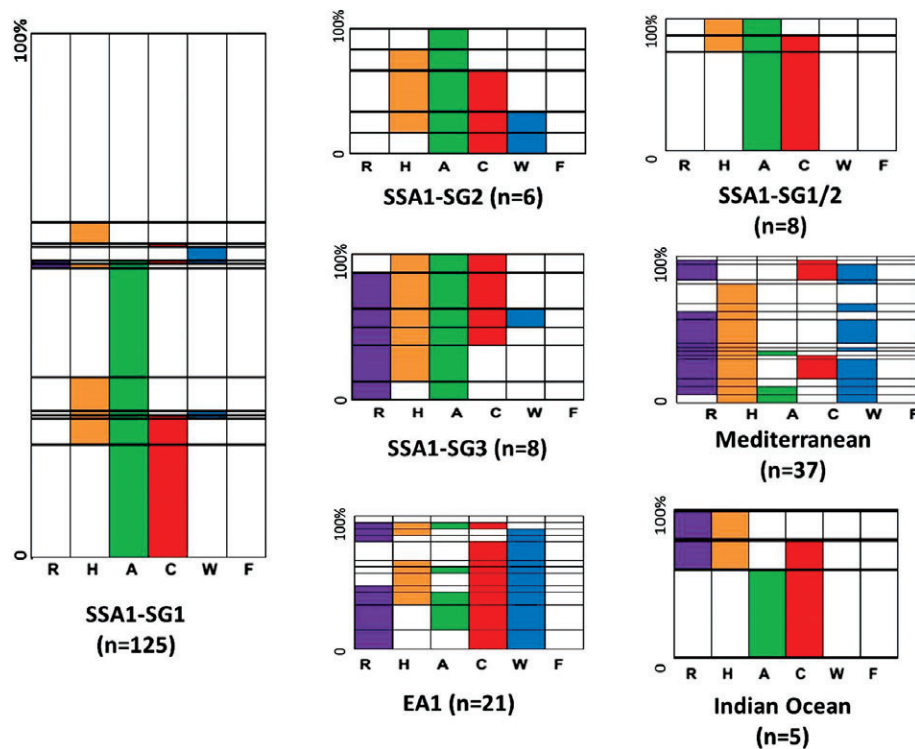 100%
0
R H A C W F
SSA1-SG1
(n=125)
100%
0
R H A C W F
SSA1-SG2 (n=6)
100%
0
R H A C W F
SSA1-SG1/2
(n=8)
100%
0
R H A C W F
SSA1-SG3 (n=8)
100%
0
R H A C W F
Mediterranean
(n=37)
100%
0
R H A C W F
EA1 (n=21)
100%
0
R H A C W F
Indian Ocean
(n=5)